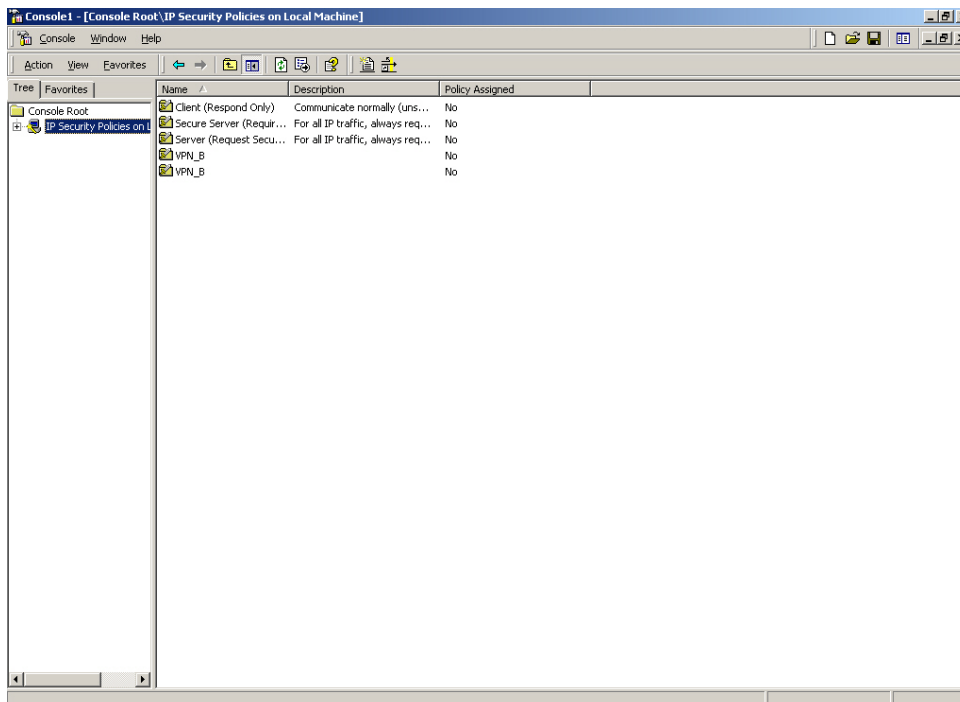 Console1 - [Console Root\IP Security Policies on Local Machine]
Console Window Help
Action View Favorites
Tree Favorites
Name Description Policy Assigned
Console Root
IP Security Policies on L
Client (Respond Only) Communicate normally (uns... No
Secure Server (Requir... For all IP traffic, always req... No
Server (Request Secu... For all IP traffic, always req... No
VPN_B No
VPN_B No